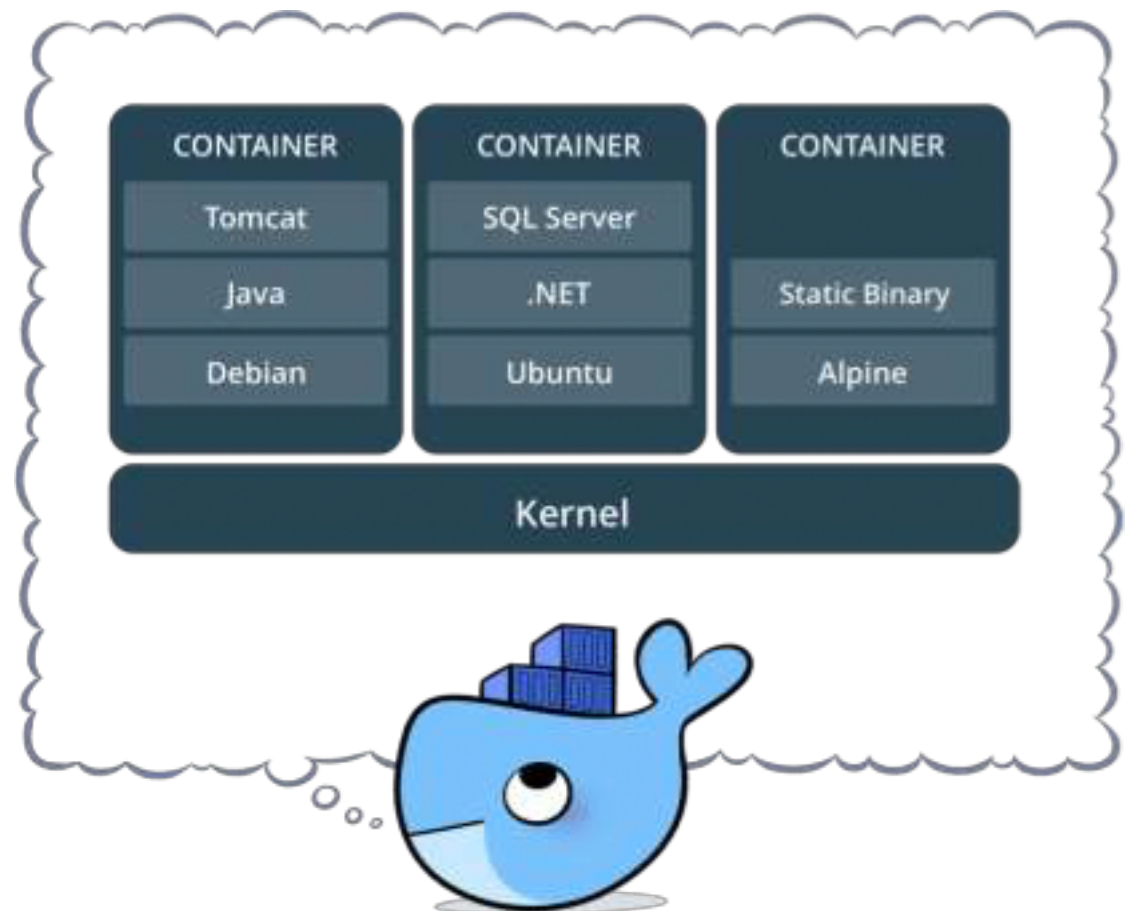 CONTAINER
Tomcat
Java
Debian
CONTAINER
SQL Server
.NET
Ubuntu
CONTAINER
Static Binary
Alpine
Kernel